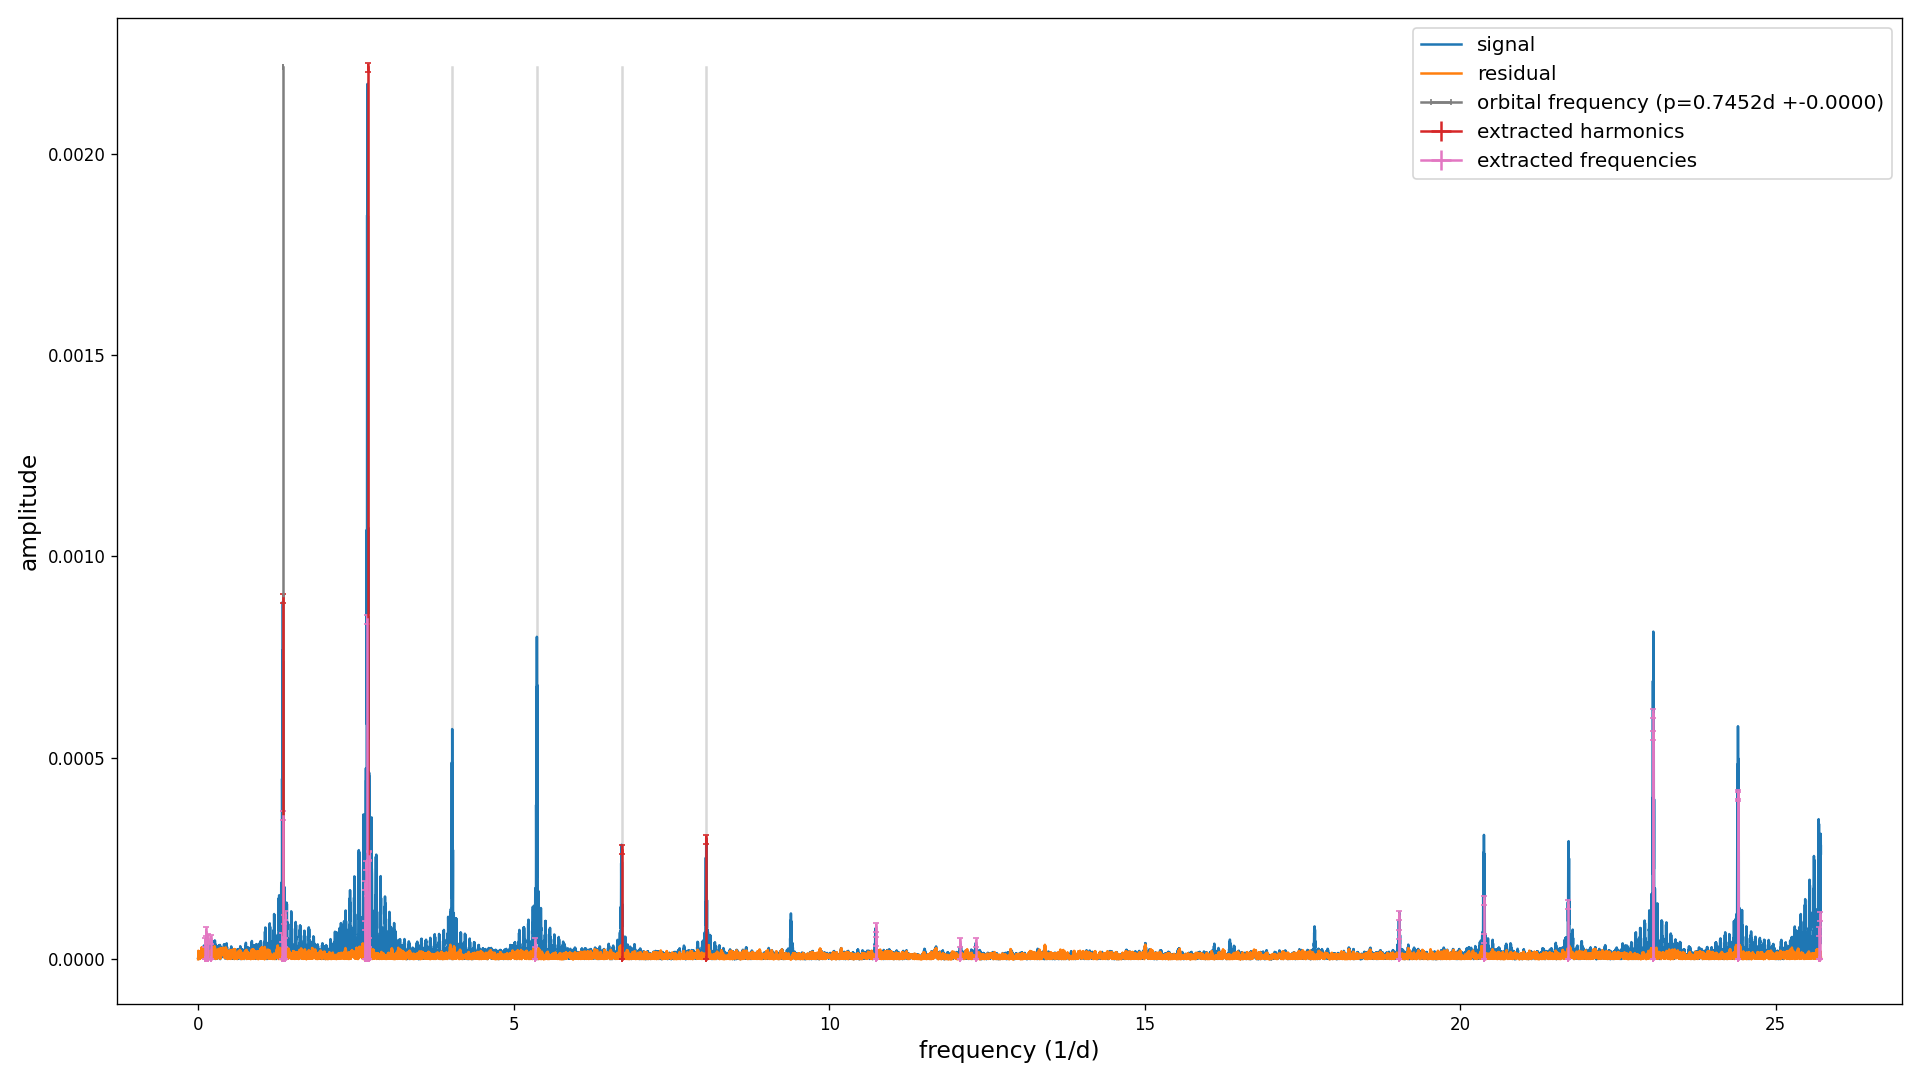 signal
residual
orbital frequency (p=0.7452d +-0.0000)
extracted harmonics
extracted frequencies
0.0020
0.0015
0.0010
0.0005
0.0000
amplitude
0 5 10 15 20 25
frequency (1/d)